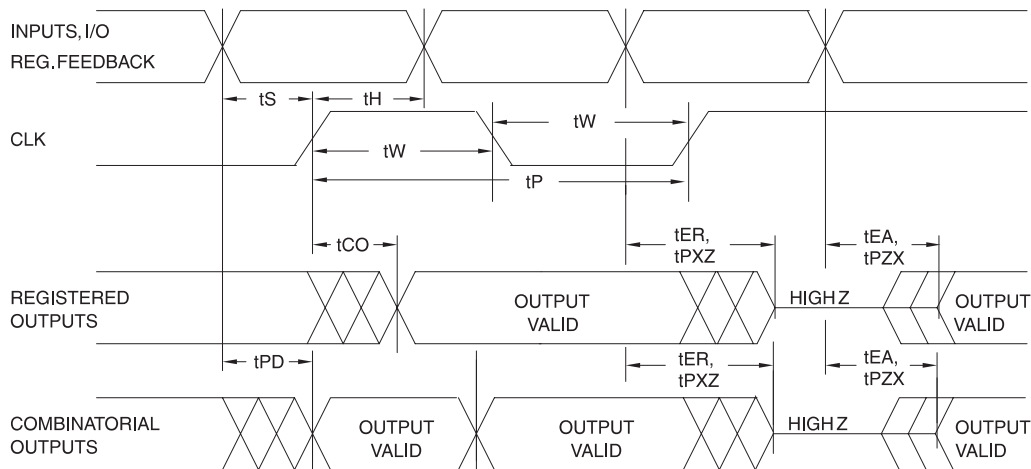 INPUTS, I/O
REG. FEEDBACK
tS
tH
CLK
tW
tW
tP
tCO
tER,
tPXZ
tEA,
tPZX
REGISTERED
OUTPUTS
OUTPUT
VALID
HIGH Z
OUTPUT
VALID
tPD
tER,
tPXZ
tEA,
tPZX
COMBINATORIAL
OUTPUTS
OUTPUT
VALID
OUTPUT
VALID
HIGH Z
OUTPUT
VALID